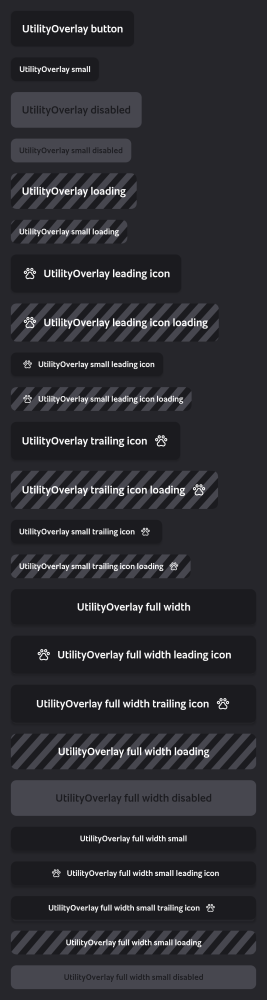 UtilityOverlay button
UtilityOverlay small
UtilityOverlay disabled
UtilityOverlay small disabled
UtilityOverlay loading
UtilityOverlay small loading
UtilityOverlay leading icon
UtilityOverlay leading icon loading
UtilityOverlay small leading icon
UtilityOverlay small leading icon loading
UtilityOverlay trailing icon
UtilityOverlay trailing icon loading
UtilityOverlay small trailing icon
UtilityOverlay small trailing icon loading
UtilityOverlay full width
UtilityOverlay full width leading icon
UtilityOverlay full width trailing icon
UtilityOverlay full width loading
UtilityOverlay full width disabled
UtilityOverlay full width small
UtilityOverlay full width small leading icon
UtilityOverlay full width small trailing icon
UtilityOverlay full width small loading
UtilityOverlay full width small disabled